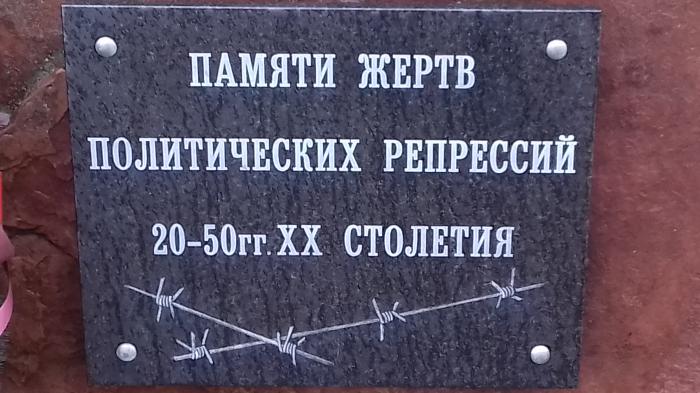 ПАМЯТИ ЖЕРТВ
ПОЛИТИЧЕСКИХ РЕПРЕССИЙ
20-50гг. XX СТОЛЕТИЯ